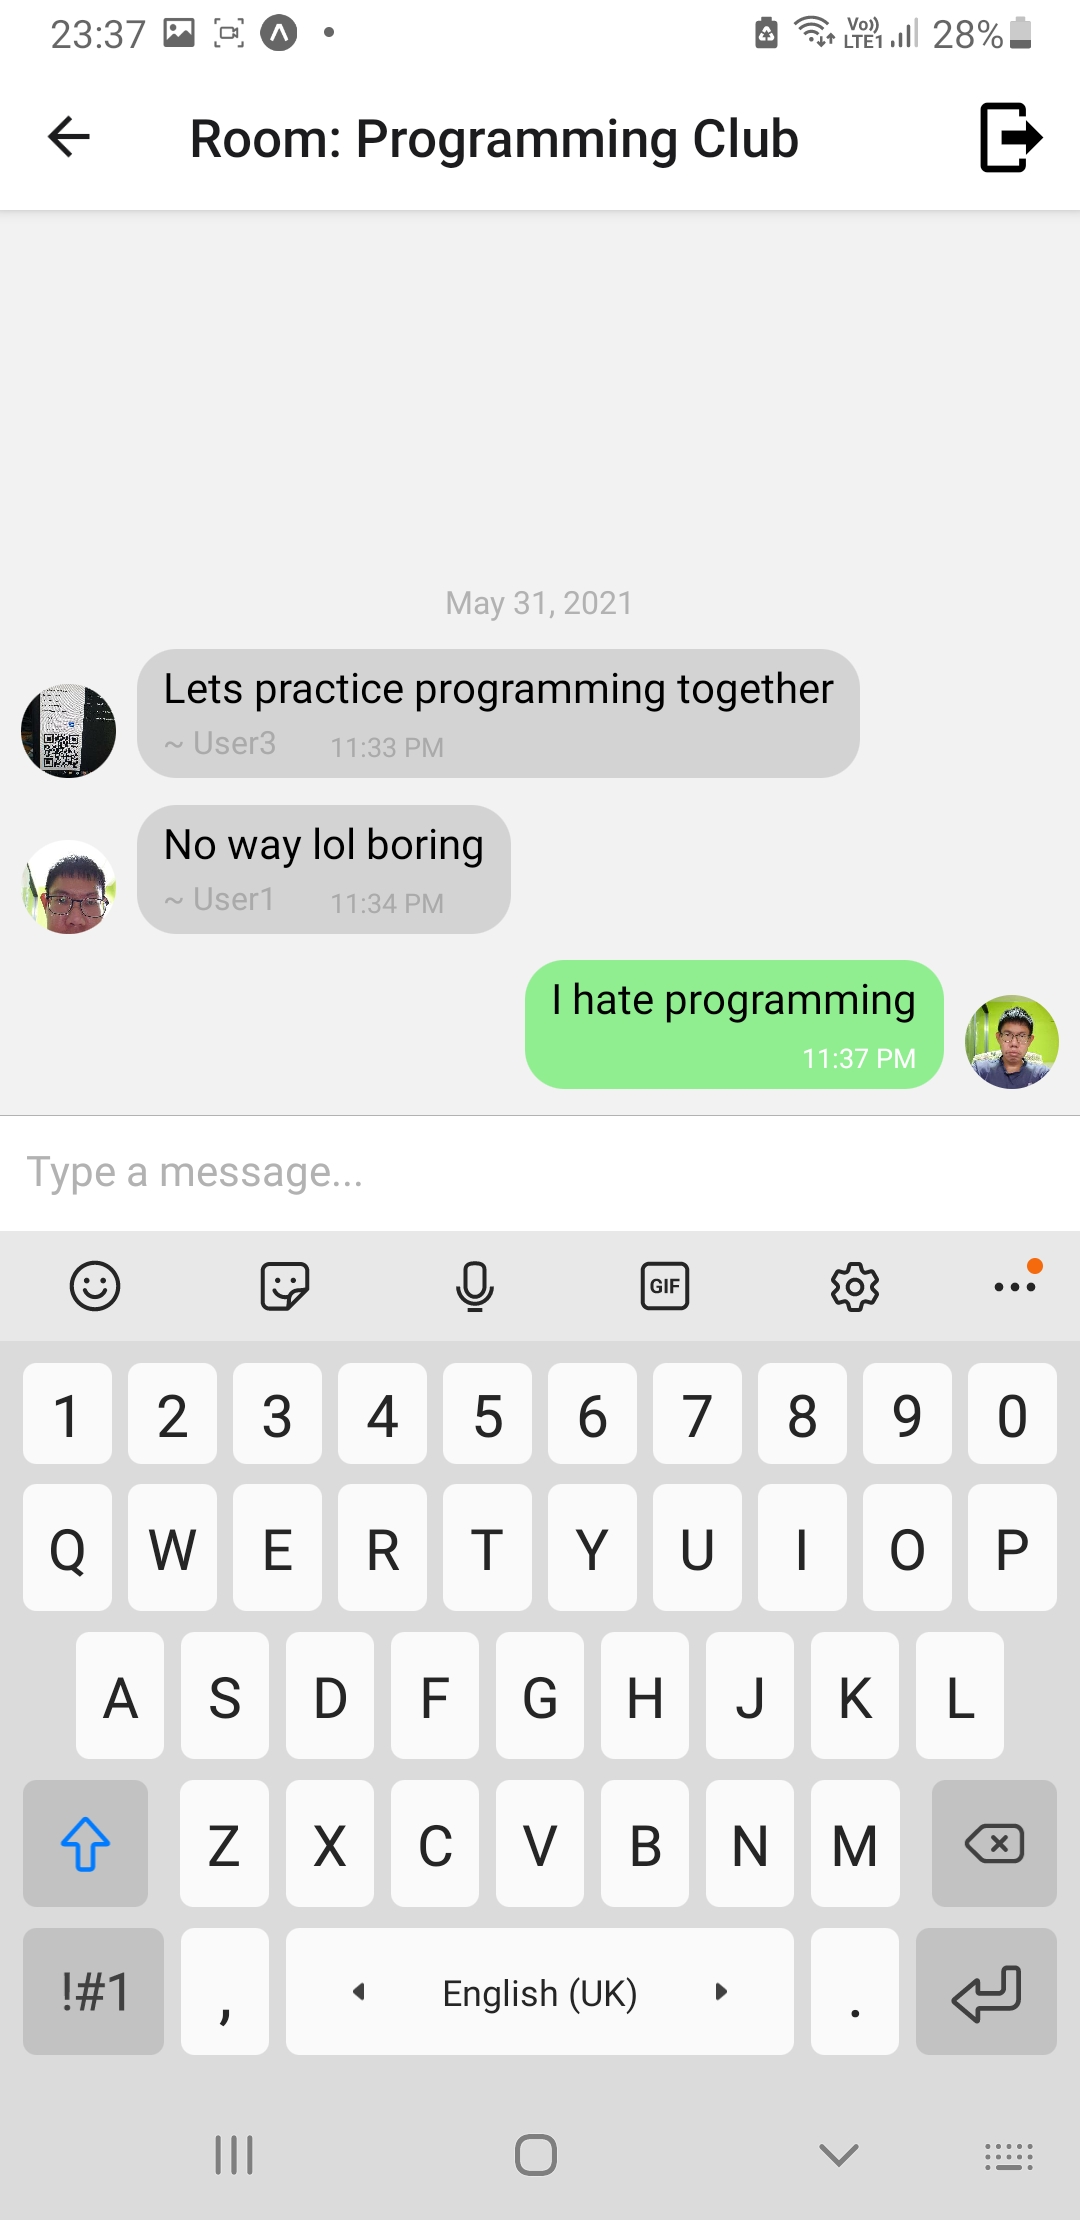 23:37
Vo))
LTE1
28%
Room: Programming Club
May 31, 2021
Lets practice programming together
~ User3 11:33 PM
No way lol boring
~ User1 11:34 PM
I hate programming
11:37 PM
Type a message...
GIF
1 2 3 4 5 6 7 8 9 0
Q W E R T Y U I O P
A S D F G H J K L
Z X C V B N M
!#1 , English (UK) .